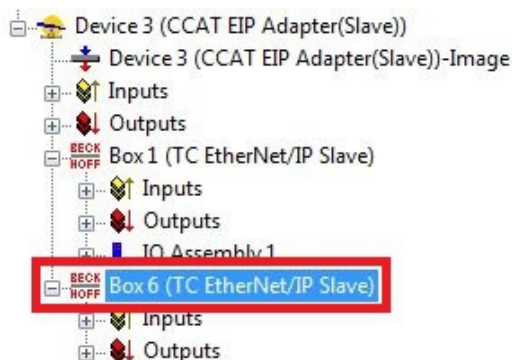 Device 3 (CCAT EIP Adapter(Slave))
Device 3 (CCAT EIP Adapter(Slave))-Image
Inputs
Outputs
BECK HOFF Box 1 (TC EtherNet/IP Slave)
Inputs
Outputs
IO Assembly 1
BECK HOFF Box 6 (TC EtherNet/IP Slave)
Inputs
Outputs